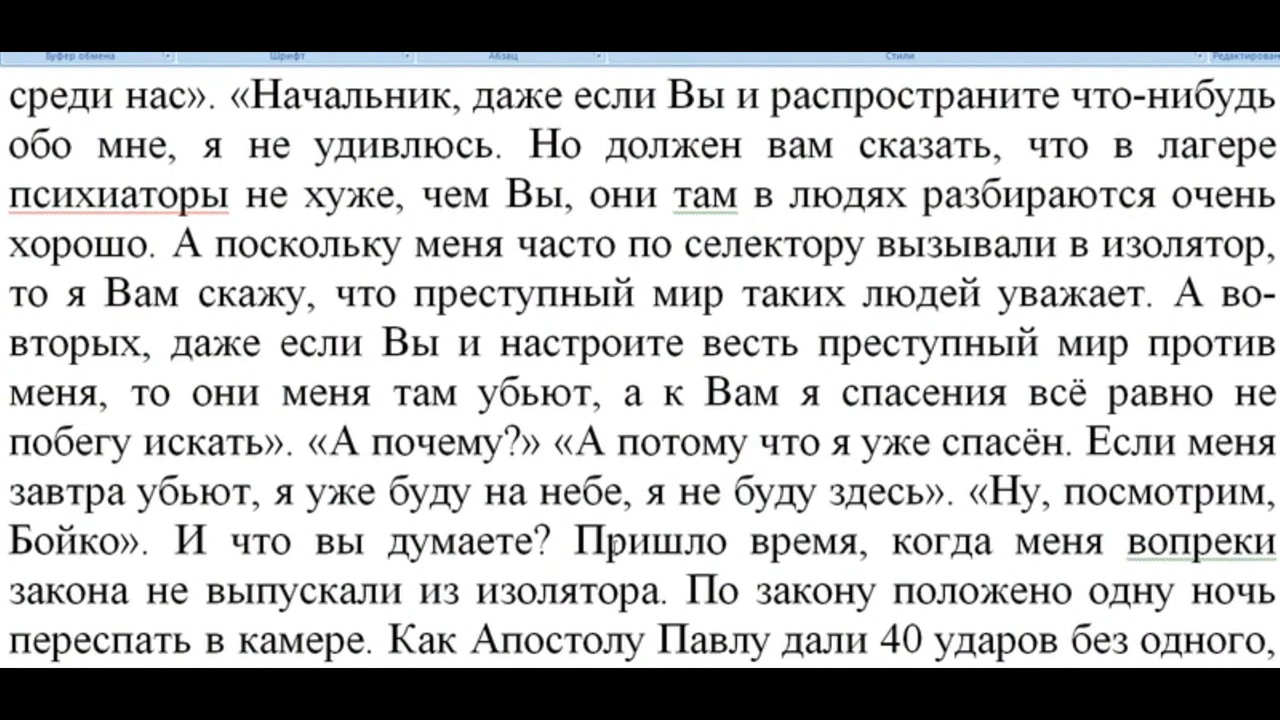 Буфер обмена Шрифт Абзац Стили Редактирован
среди нас». «Начальник, даже если Вы и распространите что-нибудь
обо мне, я не удивлюсь. Но должен вам сказать, что в лагере
психиаторы не хуже, чем Вы, они там в людях разбираются очень
хорошо. А поскольку меня часто по селектору вызывали в изолятор,
то я Вам скажу, что преступный мир таких людей уважает. А во-
вторых, даже если Вы и настроите весть преступный мир против
меня, то они меня там убьют, а к Вам я спасения всё равно не
побегу искать». «А почему?» «А потому что я уже спасён. Если меня
завтра убьют, я уже буду на небе, я не буду здесь». «Ну, посмотрим,
Бойко». И что вы думаете? Пришло время, когда меня вопреки
закона не выпускали из изолятора. По закону положено одну ночь
переспать в камере. Как Апостолу Павлу дали 40 ударов без одного,